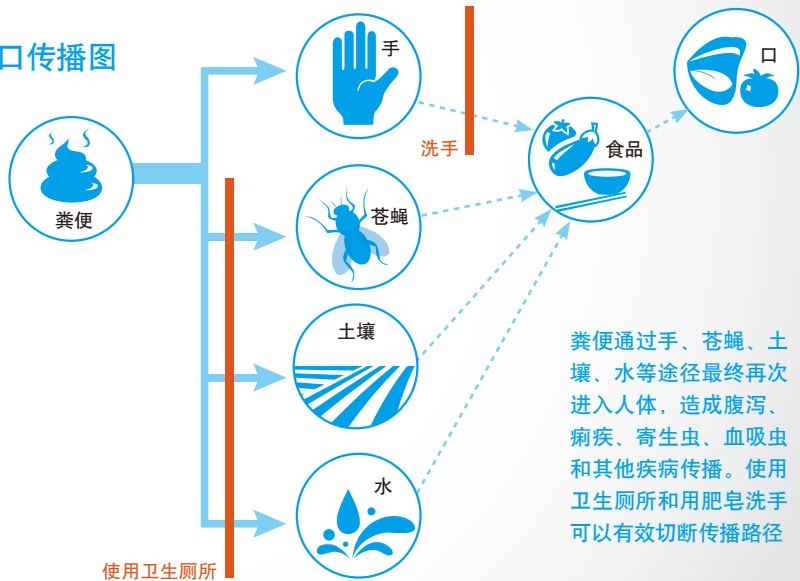 口传播图
粪便
手
洗手
苍蝇
土壤
水
使用卫生厕所
食品
口
粪便通过手、苍蝇、土
壤、水等途径最终再次
进入人体，造成腹泻、
痢疾、寄生虫、血吸虫
和其他疾病传播。使用
卫生厕所和用肥皂洗手
可以有效切断传播路径